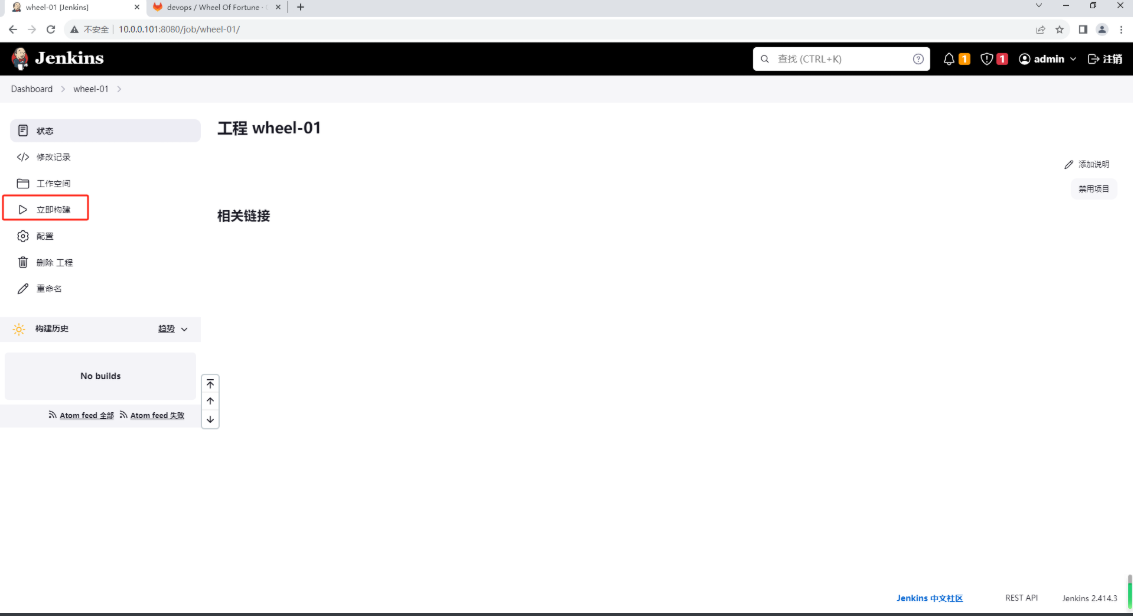 wheel-01 [Jenkins]
devops / Wheel Of Fortune ·
不安全 10.0.0.101:8080/job/wheel-01/
Jenkins
查找 (CTRL+K)
1
1
admin
注销
Dashboard
wheel-01
状态
修改记录
工作空间
立即构建
配置
删除 工程
重命名
构建历史
趋势
No builds
Atom feed 全部
Atom feed 失败
工程 wheel-01
添加说明
禁用项目
相关链接
Jenkins 中文社区
REST API
Jenkins 2.414.3